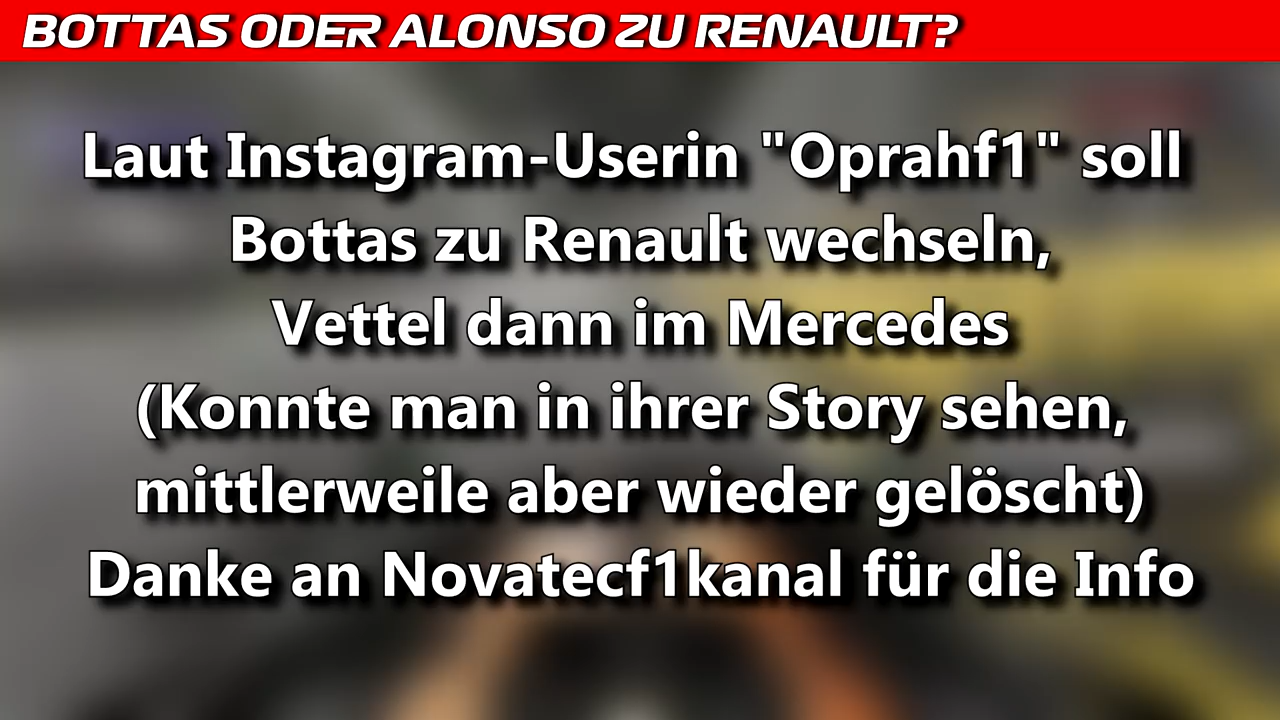 BOTTAS ODER ALONSO ZU RENAULT?
Laut Instagram-Userin "Oprahf1" soll
Bottas zu Renault wechseln,
Vettel dann im Mercedes
(Konnte man in ihrer Story sehen,
mittlerweile aber wieder gelöscht)
Danke an Novatecf1kanal für die Info